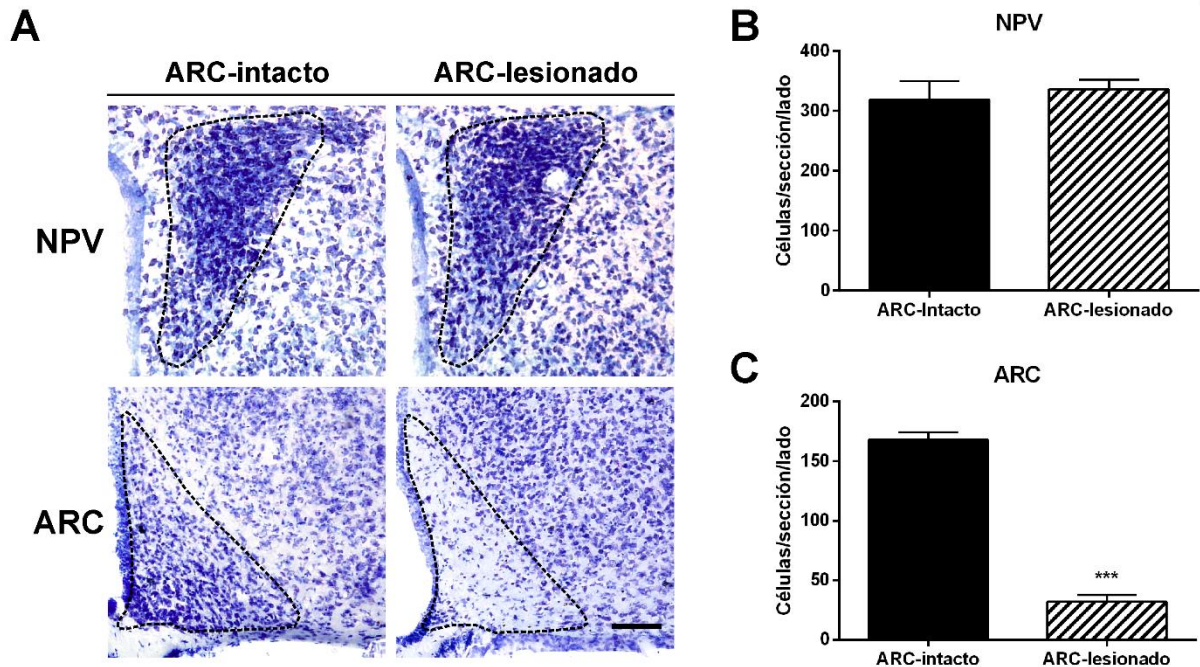 A
ARC-intacto
ARC-lesionado
NPV
ARC
B
NPV
Células/sección/lado
400
300
200
100
0
ARC-Intacto
ARC-lesionado
C
ARC
Células/sección/lado
200
150
100
50
0
***
ARC-intacto
ARC-lesionado